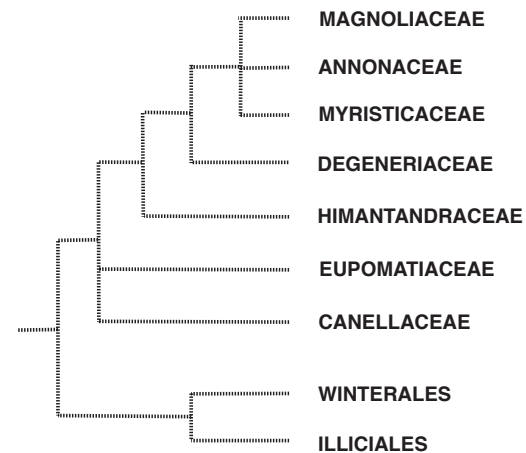 MAGNOLIACEAE
ANNONACEAE
MYRISTICACEAE
DEGENERIACEAE
HIMANTANDRACEAE
EUPOMATIACEAE
CANELLACEAE
WINTERALES
ILLICIALES